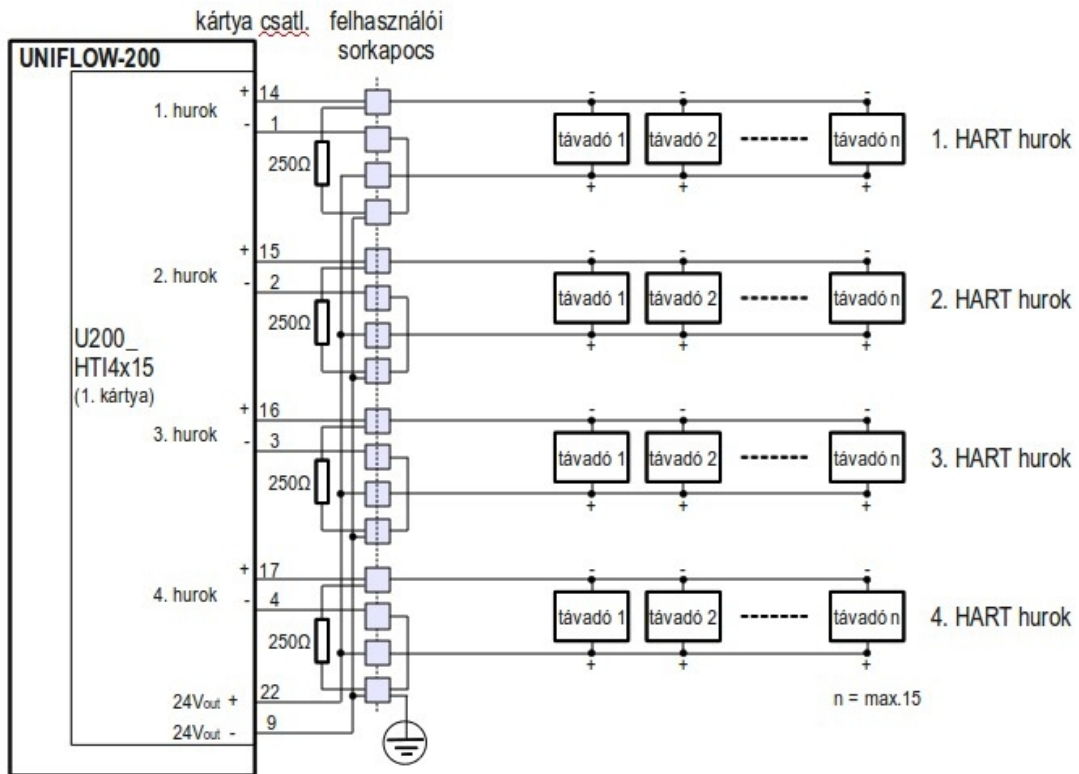 kártya csatl. felhasználói
sorkapocs
UNIFLOW-200
1. hurok + 14
- 1
250Ω
távadó 1 távadó 2 távadó n
- - -
+ + +
1. HART hurok
2. hurok + 15
- 2
250Ω
távadó 1 távadó 2 távadó n
- - -
+ + +
2. HART hurok
U200_
HTI4x15
(1. kártya)
3. hurok + 16
- 3
250Ω
távadó 1 távadó 2 távadó n
- - -
+ + +
3. HART hurok
4. hurok + 17
- 4
250Ω
távadó 1 távadó 2 távadó n
- - -
+ + +
4. HART hurok
24Vout + 22
24Vout - 9
n = max.15